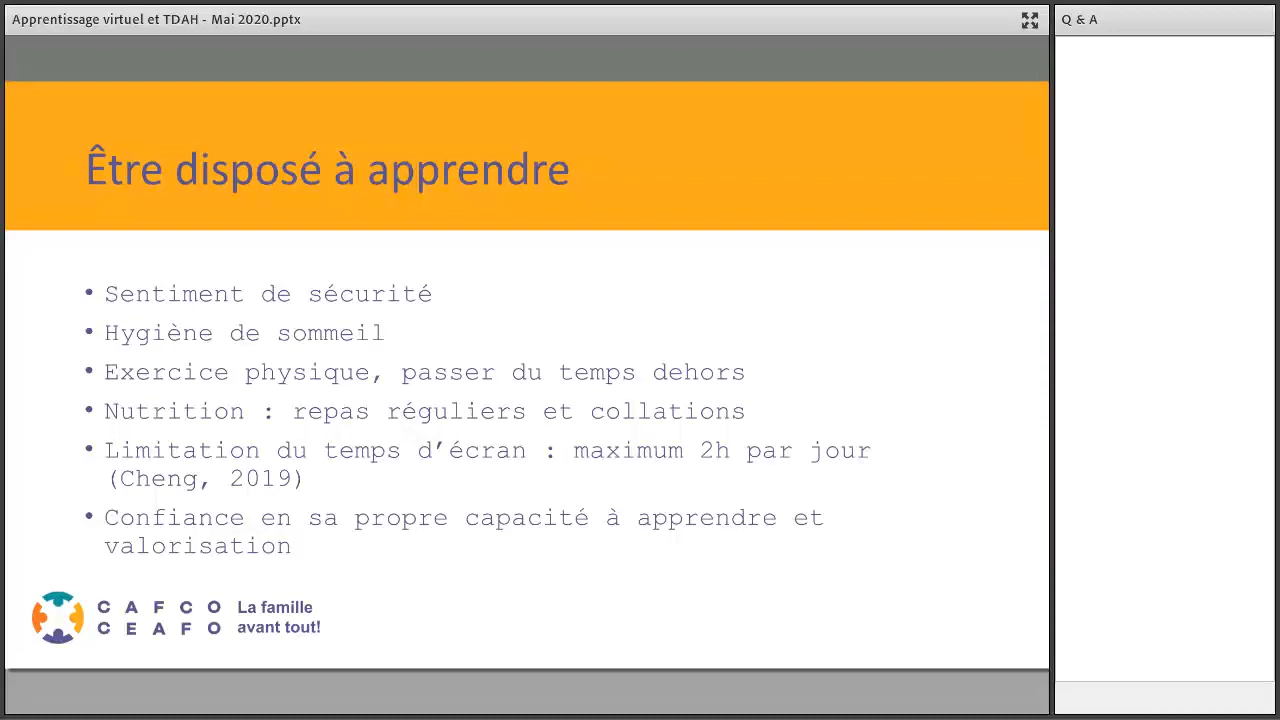 Apprentissage virtuel et TDAH - Mai 2020.pptx
Q & A
Être disposé à apprendre
• Sentiment de sécurité
• Hygiène de sommeil
• Exercice physique, passer du temps dehors
• Nutrition : repas réguliers et collations
• Limitation du temps d’écran : maximum 2h par jour
(Cheng, 2019)
• Confiance en sa propre capacité à apprendre et
valorisation
CAFCO
CEAFO
La famille
avant tout!